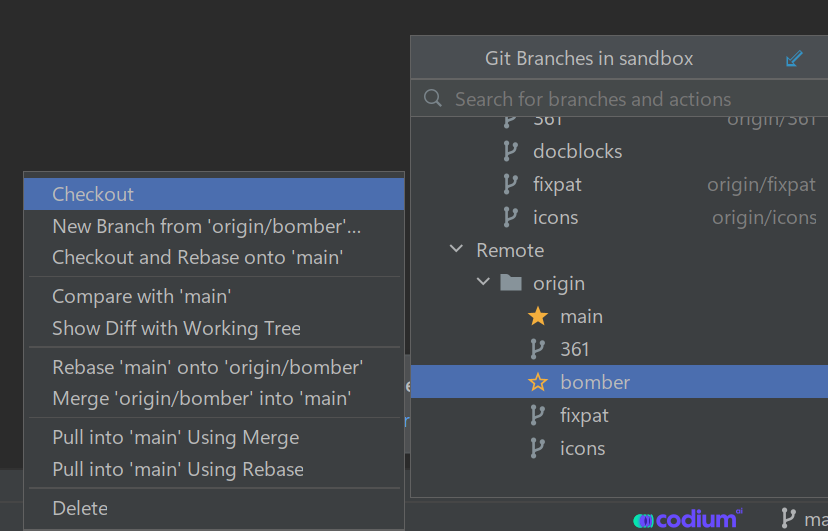 Git Branches in sandbox
Search for branches and actions
361 origin/361
docblocks
fixpat origin/fixpat
icons origin/icons
Remote
origin
main
361
bomber
fixpat
icons
Checkout
New Branch from 'origin/bomber'...
Checkout and Rebase onto 'main'
Compare with 'main'
Show Diff with Working Tree
Rebase 'main' onto 'origin/bomber'
Merge 'origin/bomber' into 'main'
Pull into 'main' Using Merge
Pull into 'main' Using Rebase
Delete
codium ai